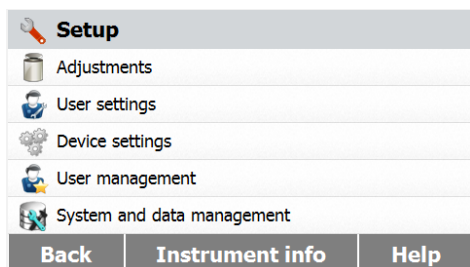 Setup
Adjustments
User settings
Device settings
User management
System and data management
Back Instrument info Help